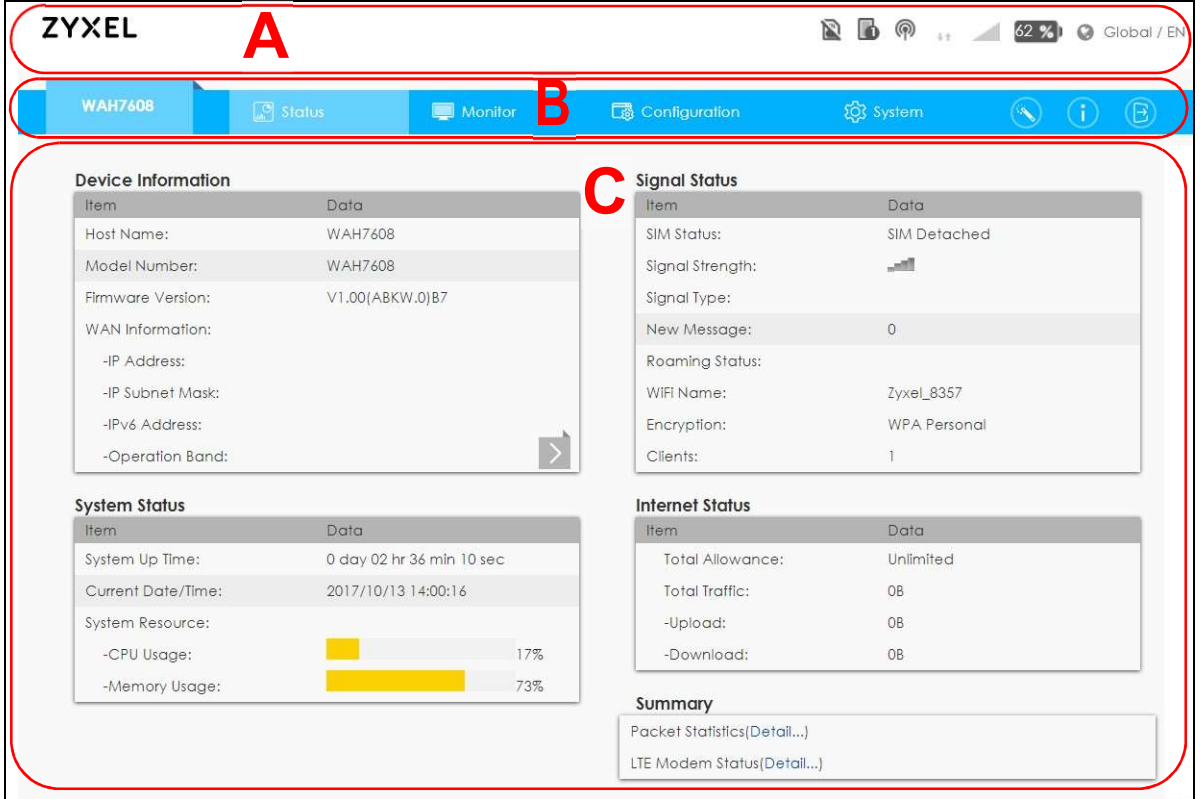 ZYXEL
A
62 %
Global / EN
WAH7608
Status
Monitor
B
Configuration
System
Device Information
Item Data
Host Name: WAH7608
Model Number: WAH7608
Firmware Version: V1.00(ABKW.0)B7
WAN Information:
-IP Address:
-IP Subnet Mask:
-IPv6 Address:
-Operation Band:
C
Signal Status
Item Data
SIM Status: SIM Detached
Signal Strength:
Signal Type:
New Message: 0
Roaming Status:
WiFi Name: Zyxel_8357
Encryption: WPA Personal
Clients: 1
System Status
Item Data
System Up Time: 0 day 02 hr 36 min 10 sec
Current Date/Time: 2017/10/13 14:00:16
System Resource:
-CPU Usage: 17%
-Memory Usage: 73%
Internet Status
Item Data
Total Allowance: Unlimited
Total Traffic: 0B
-Upload: 0B
-Download: 0B
Summary
Packet Statistics(Detail...)
LTE Modem Status(Detail...)